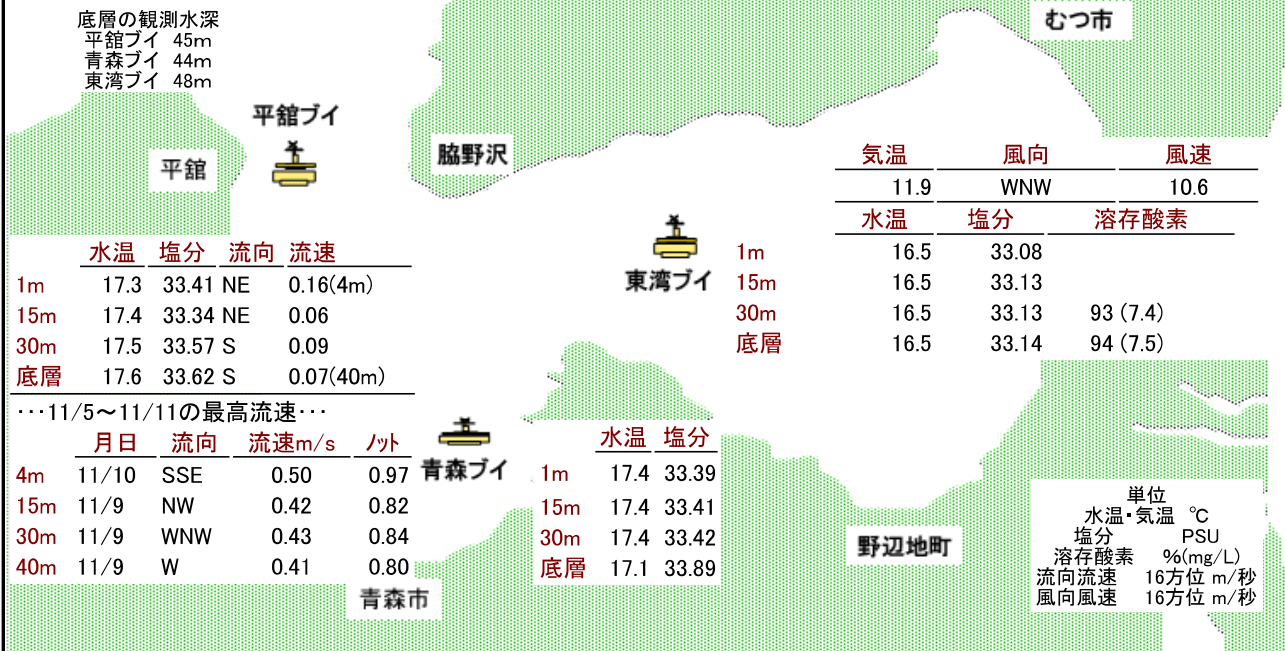 底層の観測水深
平舘ブイ 45m
青森ブイ 44m
東湾ブイ 48m
むつ市
平舘ブイ
平舘
脇野沢
気温 風向 風速
11.9 WNW 10.6
水温 塩分 溶存酸素
1m 16.5 33.08
15m 16.5 33.13
30m 16.5 33.13 93 (7.4)
底層 16.5 33.14 94 (7.5)
東湾ブイ
水温 塩分 流向 流速
1m 17.3 33.41 NE 0.16(4m)
15m 17.4 33.34 NE 0.06
30m 17.5 33.57 S 0.09
底層 17.6 33.62 S 0.07(40m)
･･･11/5～11/11の最高流速･･･
月日 流向 流速m/s ノット
4m 11/10 SSE 0.50 0.97
15m 11/9 NW 0.42 0.82
30m 11/9 WNW 0.43 0.84
40m 11/9 W 0.41 0.80
青森ブイ
水温 塩分
1m 17.4 33.39
15m 17.4 33.41
30m 17.4 33.42
底層 17.1 33.89
青森市
野辺地町
単位
水温・気温 ℃
塩分 PSU
溶存酸素 %(mg/L)
流向流速 16方位 m/秒
風向風速 16方位 m/秒